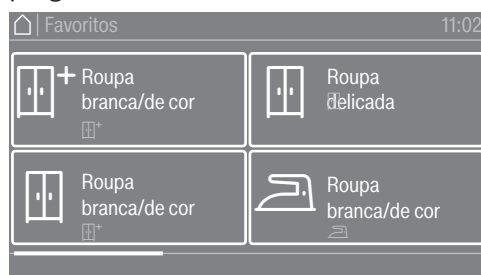 Favoritos
11:02
Roupa
branca/de cor
Roupa
delicada
Roupa
branca/de cor
Roupa
branca/de cor